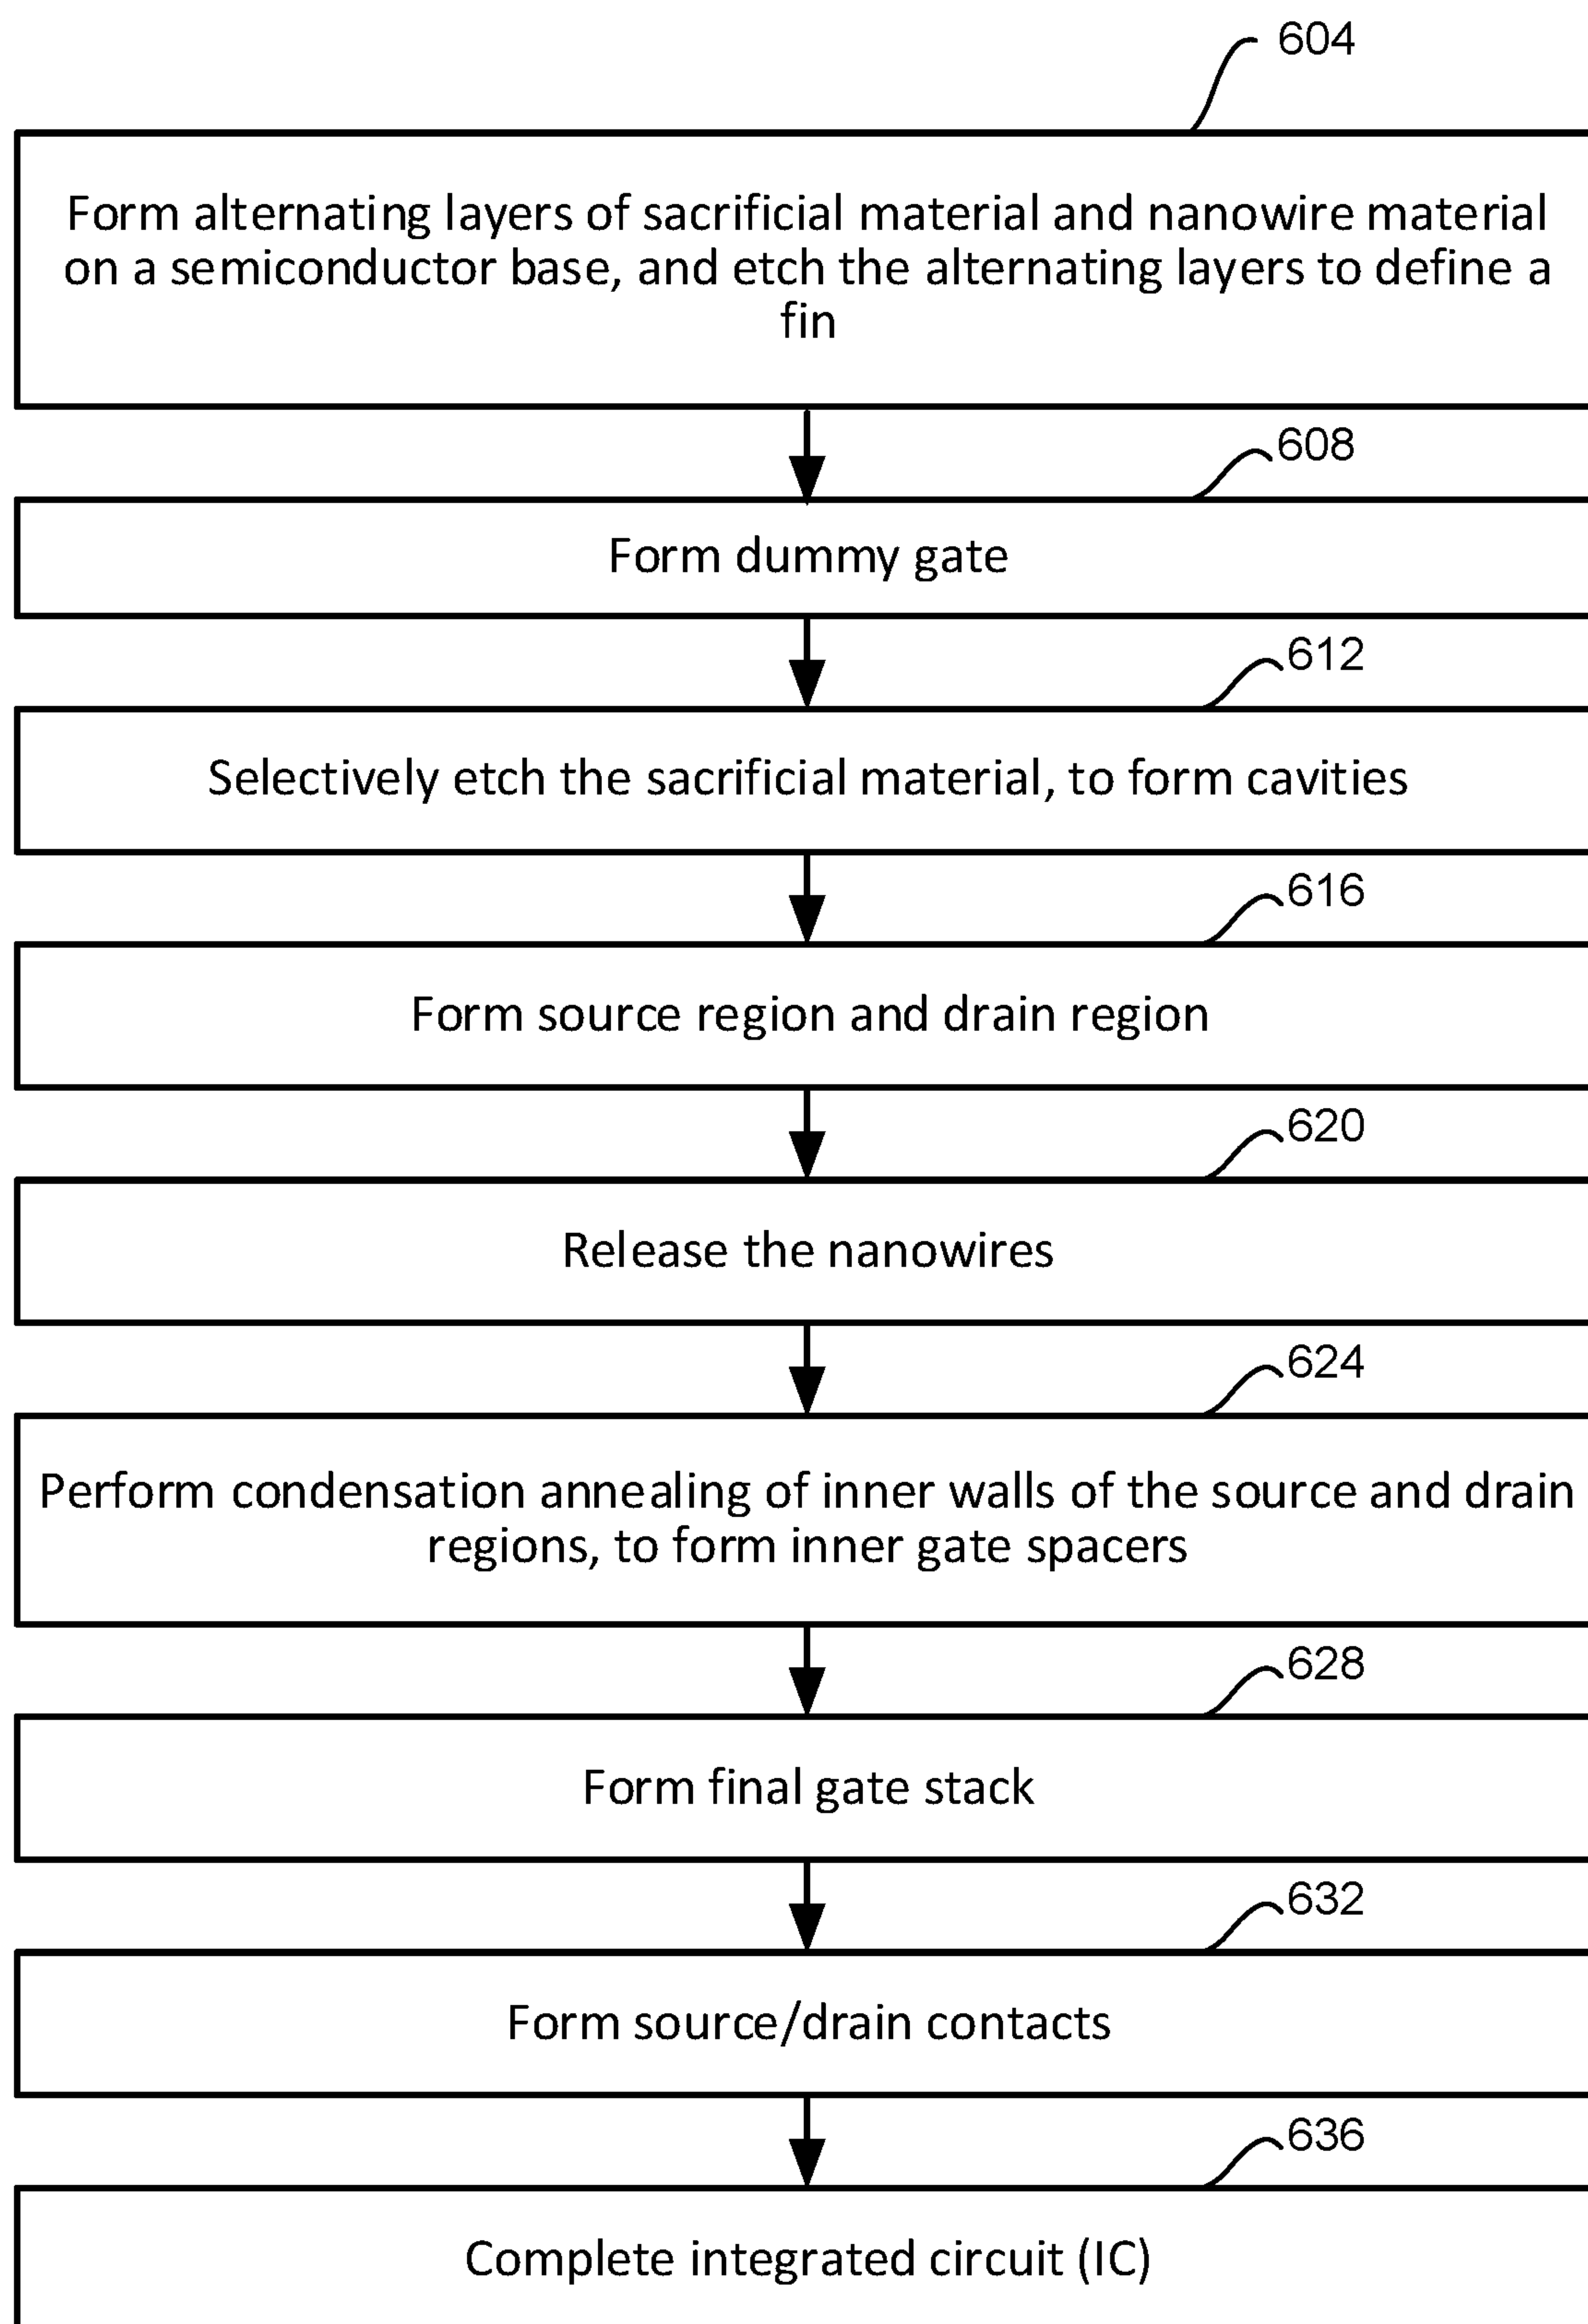 604
Form alternating layers of sacrificial material and nanowire material
on a semiconductor base, and etch the alternating layers to define a
fin
608
Form dummy gate
612
Selectively etch the sacrificial material, to form cavities
616
Form source region and drain region
620
Release the nanowires
624
Perform condensation annealing of inner walls of the source and drain
regions, to form inner gate spacers
628
Form final gate stack
632
Form source/drain contacts
636
Complete integrated circuit (IC)